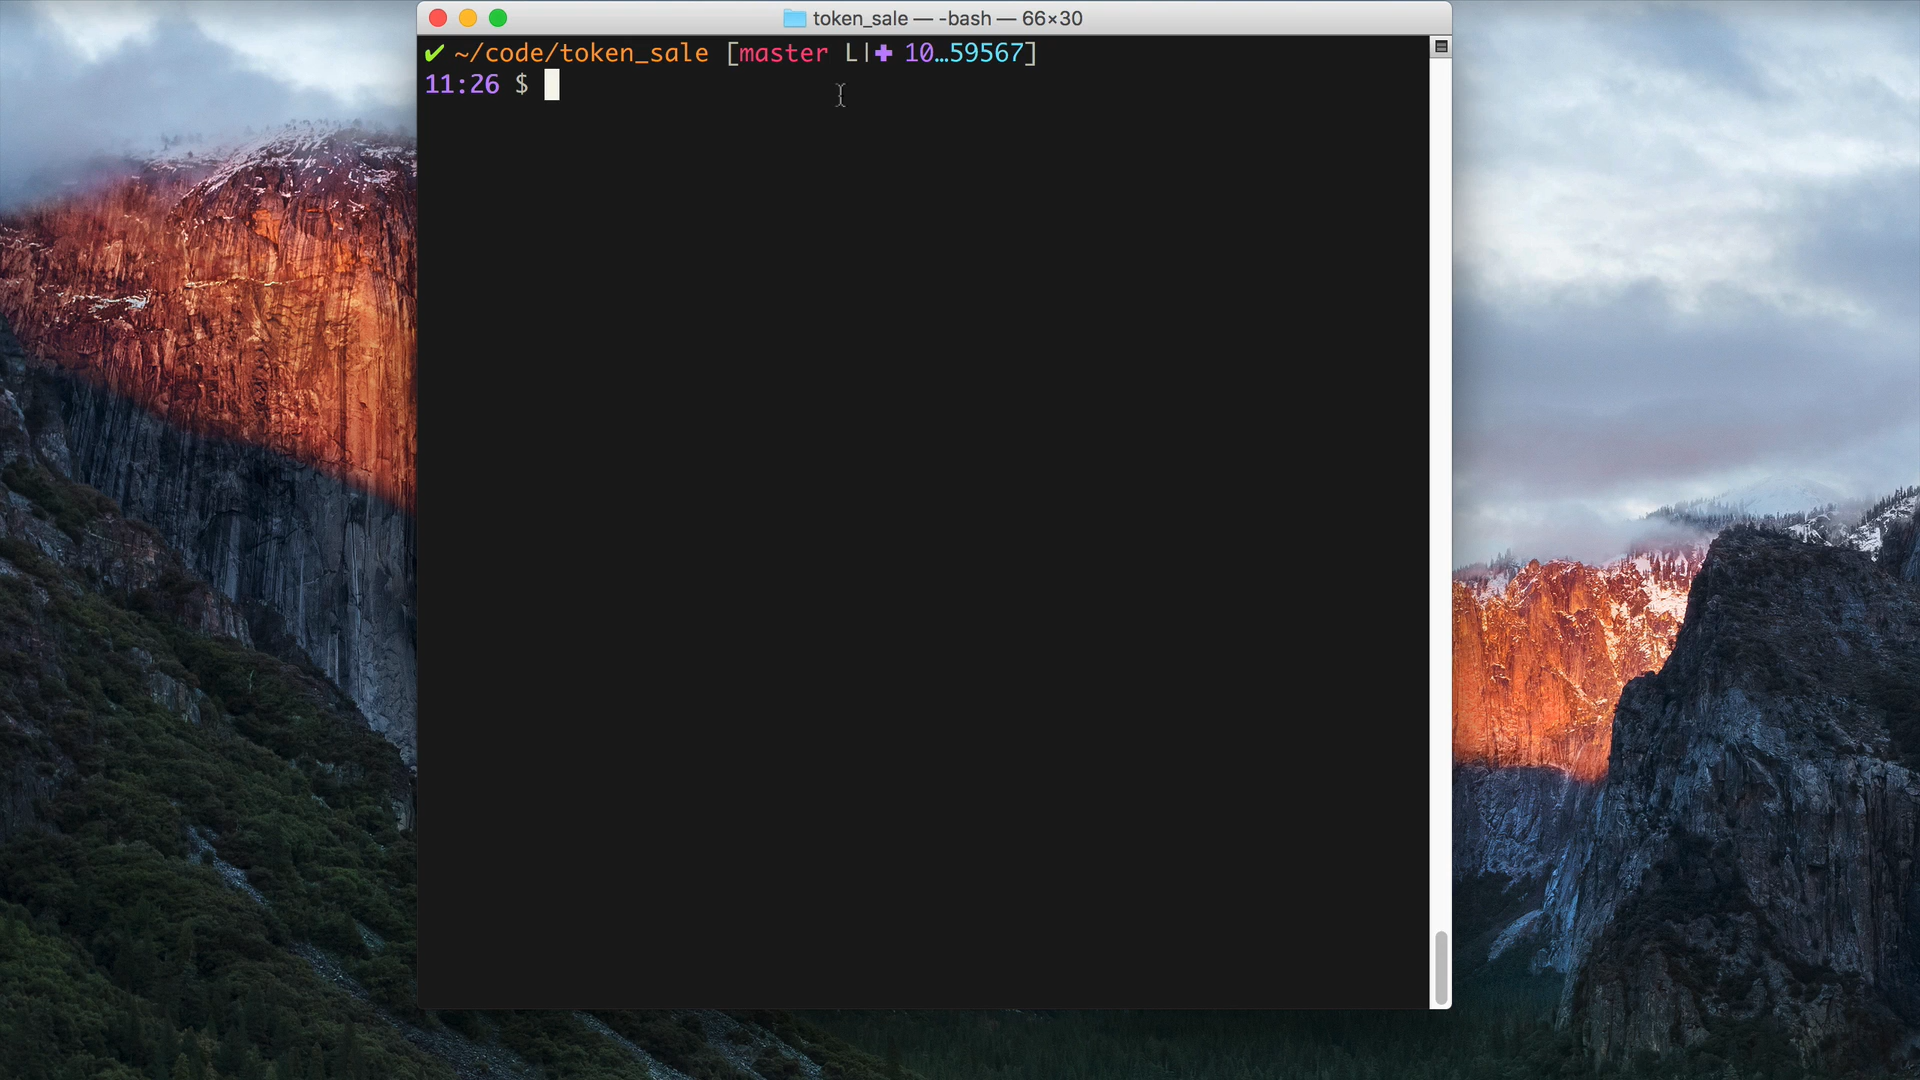 token_sale — -bash — 66×30
✔ ~/code/token_sale [master L|✚ 10…59567]
11:26 $